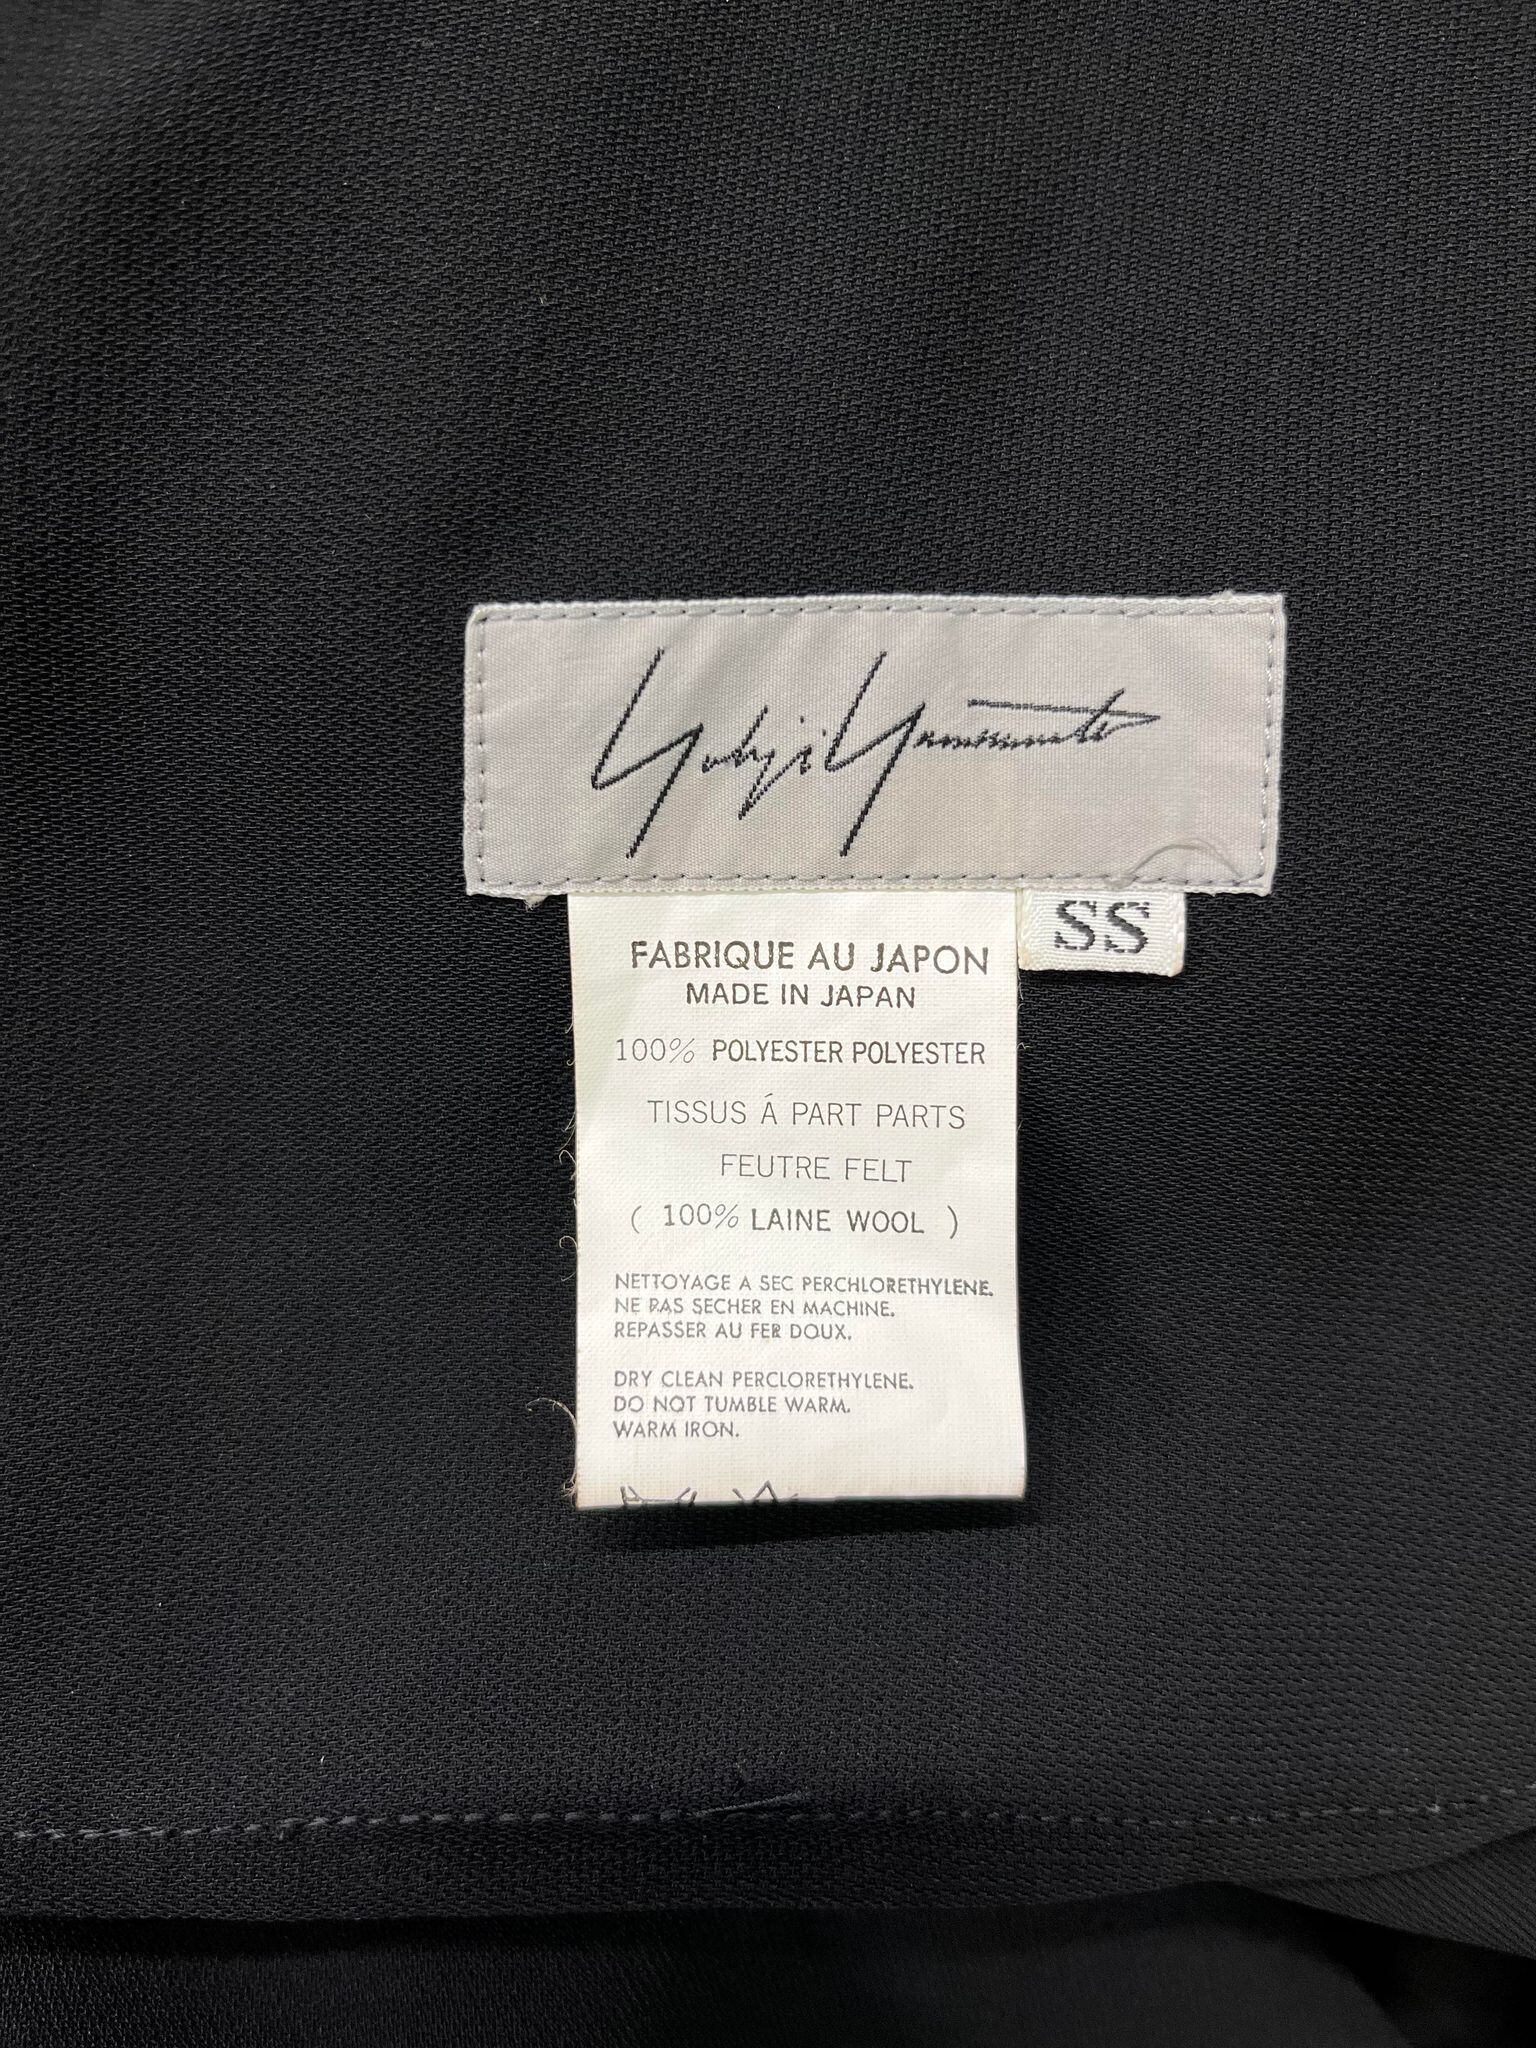 Yohji Yamamoto
SS
FABRIQUE AU JAPON
MADE IN JAPAN
100% POLYESTER POLYESTER
TISSUS Á PART PARTS
FEUTRE FELT
( 100% LAINE WOOL )
NETTOYAGE A SEC PERCHLORETHYLENE.
NE PAS SECHER EN MACHINE.
REPASSER AU FER DOUX.
DRY CLEAN PERCLORETHYLENE.
DO NOT TUMBLE WARM.
WARM IRON.